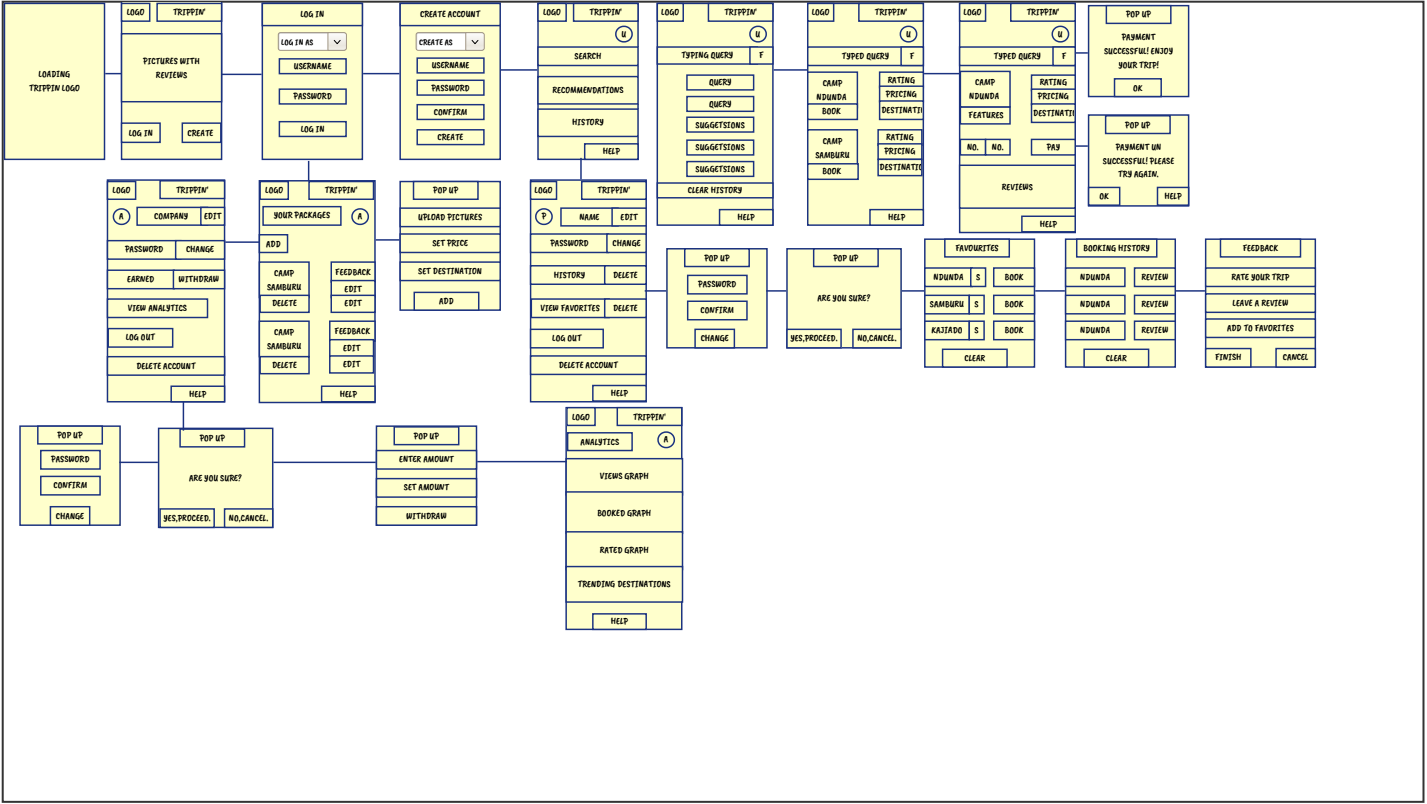 LOADING
TRIPPIN LOGO
LOGO TRIPPIN'
PICTURES WITH
REVIEWS
LOG IN CREATE
LOG IN
LOG IN AS
USERNAME
PASSWORD
LOG IN
CREATE ACCOUNT
CREATE AS
USERNAME
PASSWORD
CONFIRM
CREATE
LOGO TRIPPIN'
U
SEARCH
RECOMMENDATIONS
HISTORY
HELP
LOGO TRIPPIN'
U
TYPING QUERY F
QUERY
QUERY
SUGGETSIONS
SUGGETSIONS
SUGGETSIONS
CLEAR HISTORY
HELP
LOGO TRIPPIN'
U
TYPED QUERY F
CAMP
NDUNDA
BOOK
RATING
PRICING
DESTINATI
CAMP
SAMBURU
BOOK
RATING
PRICING
DESTINATI
HELP
LOGO TRIPPIN'
U
TYPED QUERY F
CAMP
NDUNDA
FEATURES
RATING
PRICING
DESTINATI
NO. NO. PAY
REVIEWS
HELP
POP UP
PAYMENT
SUCCESSFUL! ENJOY
YOUR TRIP!
OK
POP UP
PAYMENT UN
SUCCESSFUL! PLEASE
TRY AGAIN.
OK HELP
LOGO TRIPPIN'
A COMPANY EDIT
PASSWORD CHANGE
EARNED WITHDRAW
VIEW ANALYTICS
LOG OUT
DELETE ACCOUNT
HELP
LOGO TRIPPIN'
YOUR PACKAGES A
ADD
CAMP
SAMBURU
DELETE
FEEDBACK
EDIT
EDIT
CAMP
SAMBURU
DELETE
FEEDBACK
EDIT
EDIT
HELP
POP UP
UPLOAD PICTURES
SET PRICE
SET DESTINATION
ADD
LOGO TRIPPIN'
P NAME EDIT
PASSWORD CHANGE
HISTORY DELETE
VIEW FAVORITES DELETE
LOG OUT
DELETE ACCOUNT
HELP
POP UP
PASSWORD
CONFIRM
CHANGE
POP UP
ARE YOU SURE?
YES,PROCEED. NO,CANCEL.
FAVOURITES
NDUNDA S BOOK
SAMBURU S BOOK
KAJIADO S BOOK
CLEAR
BOOKING HISTORY
NDUNDA REVIEW
NDUNDA REVIEW
NDUNDA REVIEW
CLEAR
FEEDBACK
RATE YOUR TRIP
LEAVE A REVIEW
ADD TO FAVORITES
FINISH CANCEL
POP UP
PASSWORD
CONFIRM
CHANGE
POP UP
ARE YOU SURE?
YES,PROCEED. NO,CANCEL.
POP UP
ENTER AMOUNT
SET AMOUNT
WITHDRAW
LOGO TRIPPIN'
ANALYTICS A
VIEWS GRAPH
BOOKED GRAPH
RATED GRAPH
TRENDING DESTINATIONS
HELP